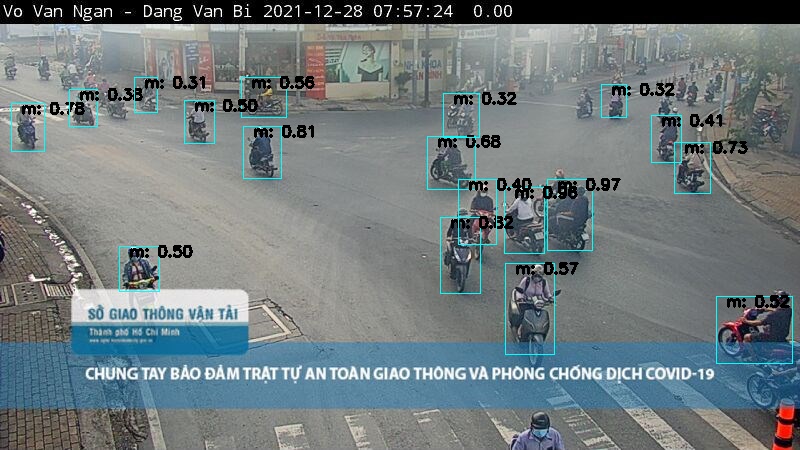 Vo Van Ngan - Dang Van Bi 2021-12-28 07:57:24 0.00
m: 0.31
m: 0.56
m: 0.38
m: 0.32
m: 0.32
m: 0.78
m: 0.50
m: 0.81
m: 0.41
m: 0.68
m: 0.73
m: 0.40
m: 0.96
m: 0.97
m: 0.82
m: 0.50
m: 0.57
m: 0.52
SỞ GIAO THÔNG VẬN TẢI
Thành phố Hồ Chí Minh
CHUNG TAY BẢO ĐẢM TRẬT TỰ AN TOÀN GIAO THÔNG VÀ PHÒNG CHỐNG DỊCH COVID-19